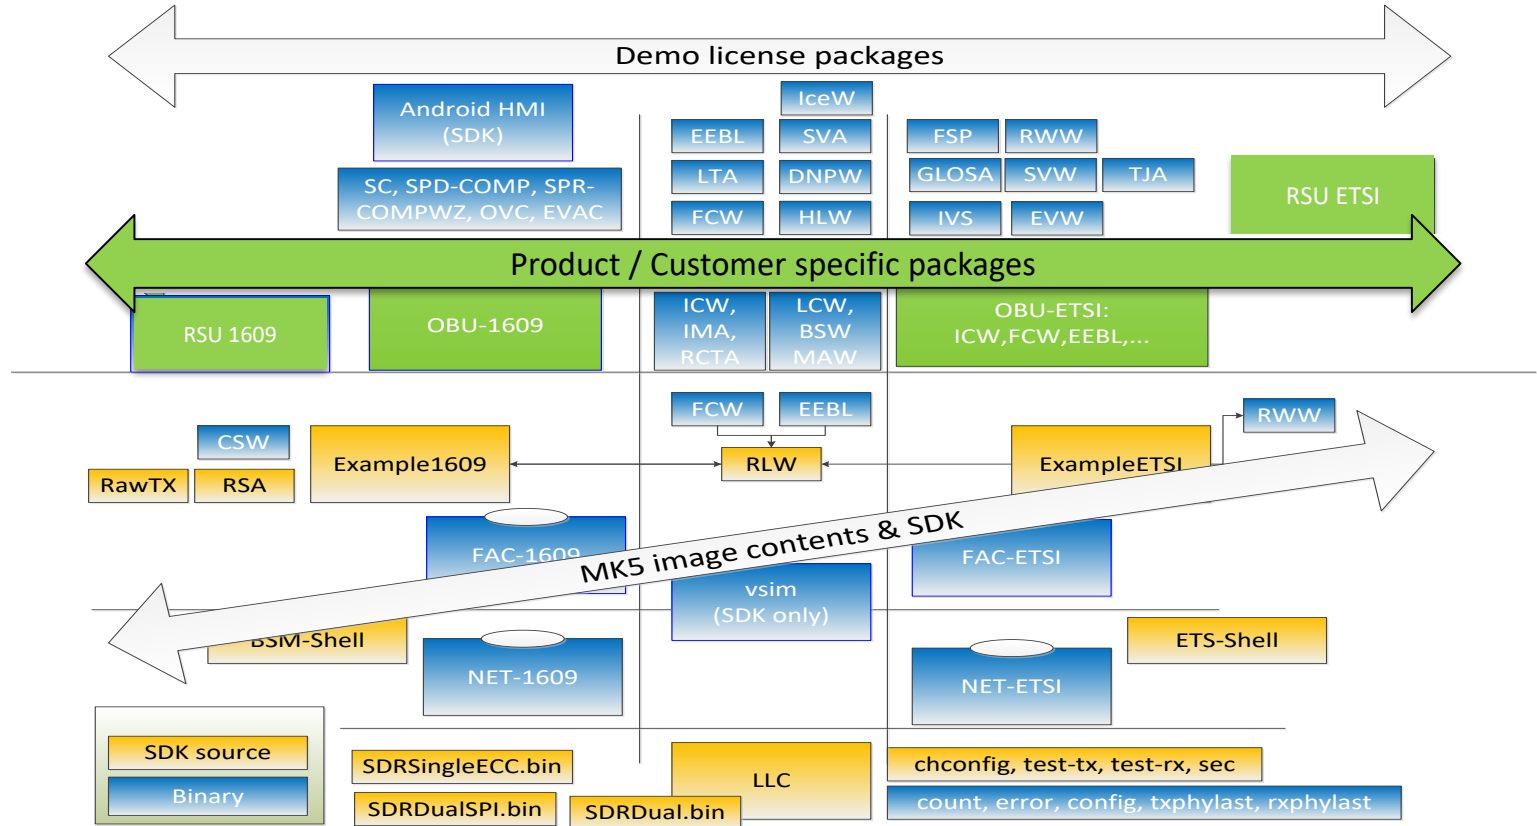 Demo license packages
Android HMI
(SDK)
IceW
EEBL
SVA
FSP
RWW
LTA
DNPW
GLOSA
SVW
TJA
SC, SPD-COMP, SPR-
COMPWZ, OVC, EVAC
FCW
HLW
IVS
EVW
RSU ETSI
Product / Customer specific packages
RSU 1609
OBU-1609
ICW,
IMA,
RCTA
LCW,
BSW
MAW
OBU-ETSI:
ICW,FCW,EEBL,...
FCW
EEBL
RWW
CSW
Example1609
RLW
ExampleETSI
RawTX
RSA
FAC-1609
MK5 image contents & SDK
FAC-ETSI
vsim
(SDK only)
BSM-Shell
ETS-Shell
NET-1609
NET-ETSI
SDK source
Binary
SDRSingleECC.bin
SDRDualSPI.bin
SDRDual.bin
LLC
chconfig, test-tx, test-rx, sec
count, error, config, txphylast, rxphylast